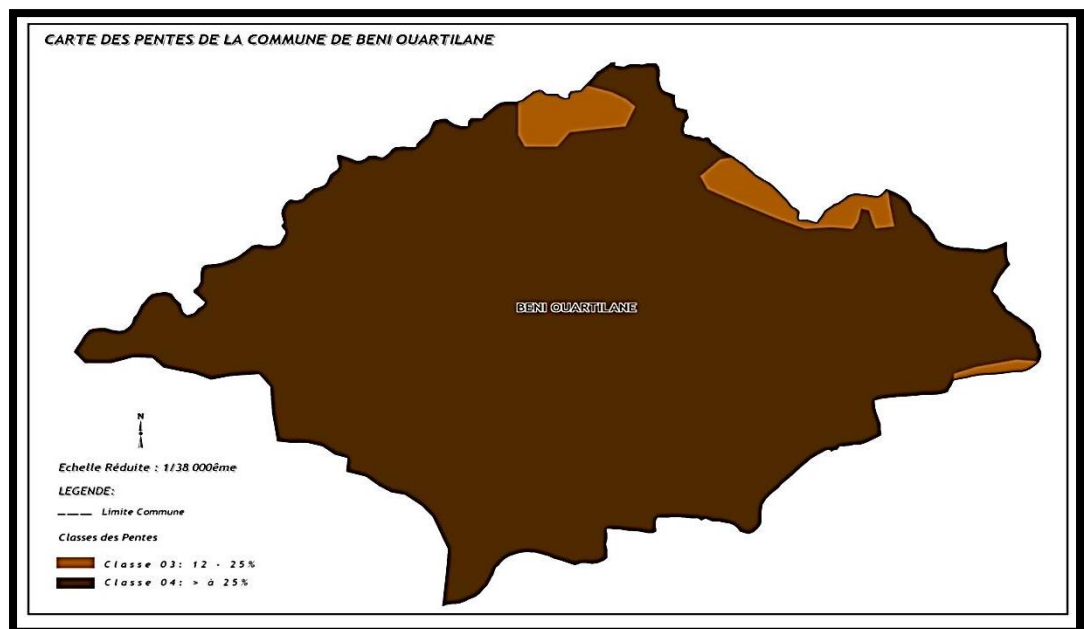 CARTE DES PENTES DE LA COMMUNE DE BENI OUARTILANE
BENI OUARTILANE
N
Echelle Réduite : 1/38 000ême
LEGENDE:
Limite Commune
Classes des Pentes
Classe 03: 12 - 25%
Classe 04: > à 25%